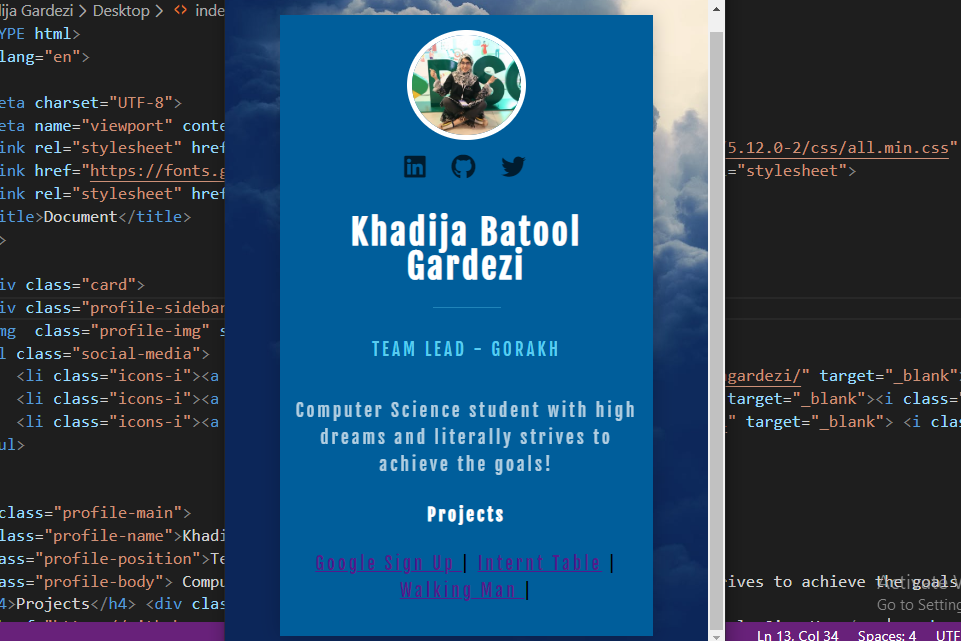 lija Gardezi > Desktop > <> inde
YPE html>
lang="en">
eta charset="UTF-8">
eta name="viewport" conte
ink rel="stylesheet" href
5.12.0-2/css/all.min.css"
ink href="https://fonts.g
="stylesheet">
ink rel="stylesheet" href
itle>Document</title>
>
iv class="card">
iv class="profile-sidebar
mg class="profile-img" s
l class="social-media">
<li class="icons-i"><a
gardezi/" target="_blank">
<li class="icons-i"><a
target="_blank"><i class="
<li class="icons-i"><a
" target="_blank"> <i clas
ul>
class="profile-main">
lass="profile-name">Khadi
ass="profile-position">Te
ass="profile-body"> Compu
rives to achieve the goals
4>Projects</h4> <div clas
in
Khadija Batool
Gardezi
TEAM LEAD - GORAKH
Computer Science student with high
dreams and literally strives to
achieve the goals!
Projects
Google Sign Up | Internt Table |
Walking Man |
Activate W
Go to Setting
Ln 13, Col 34 Spaces: 4 UTF